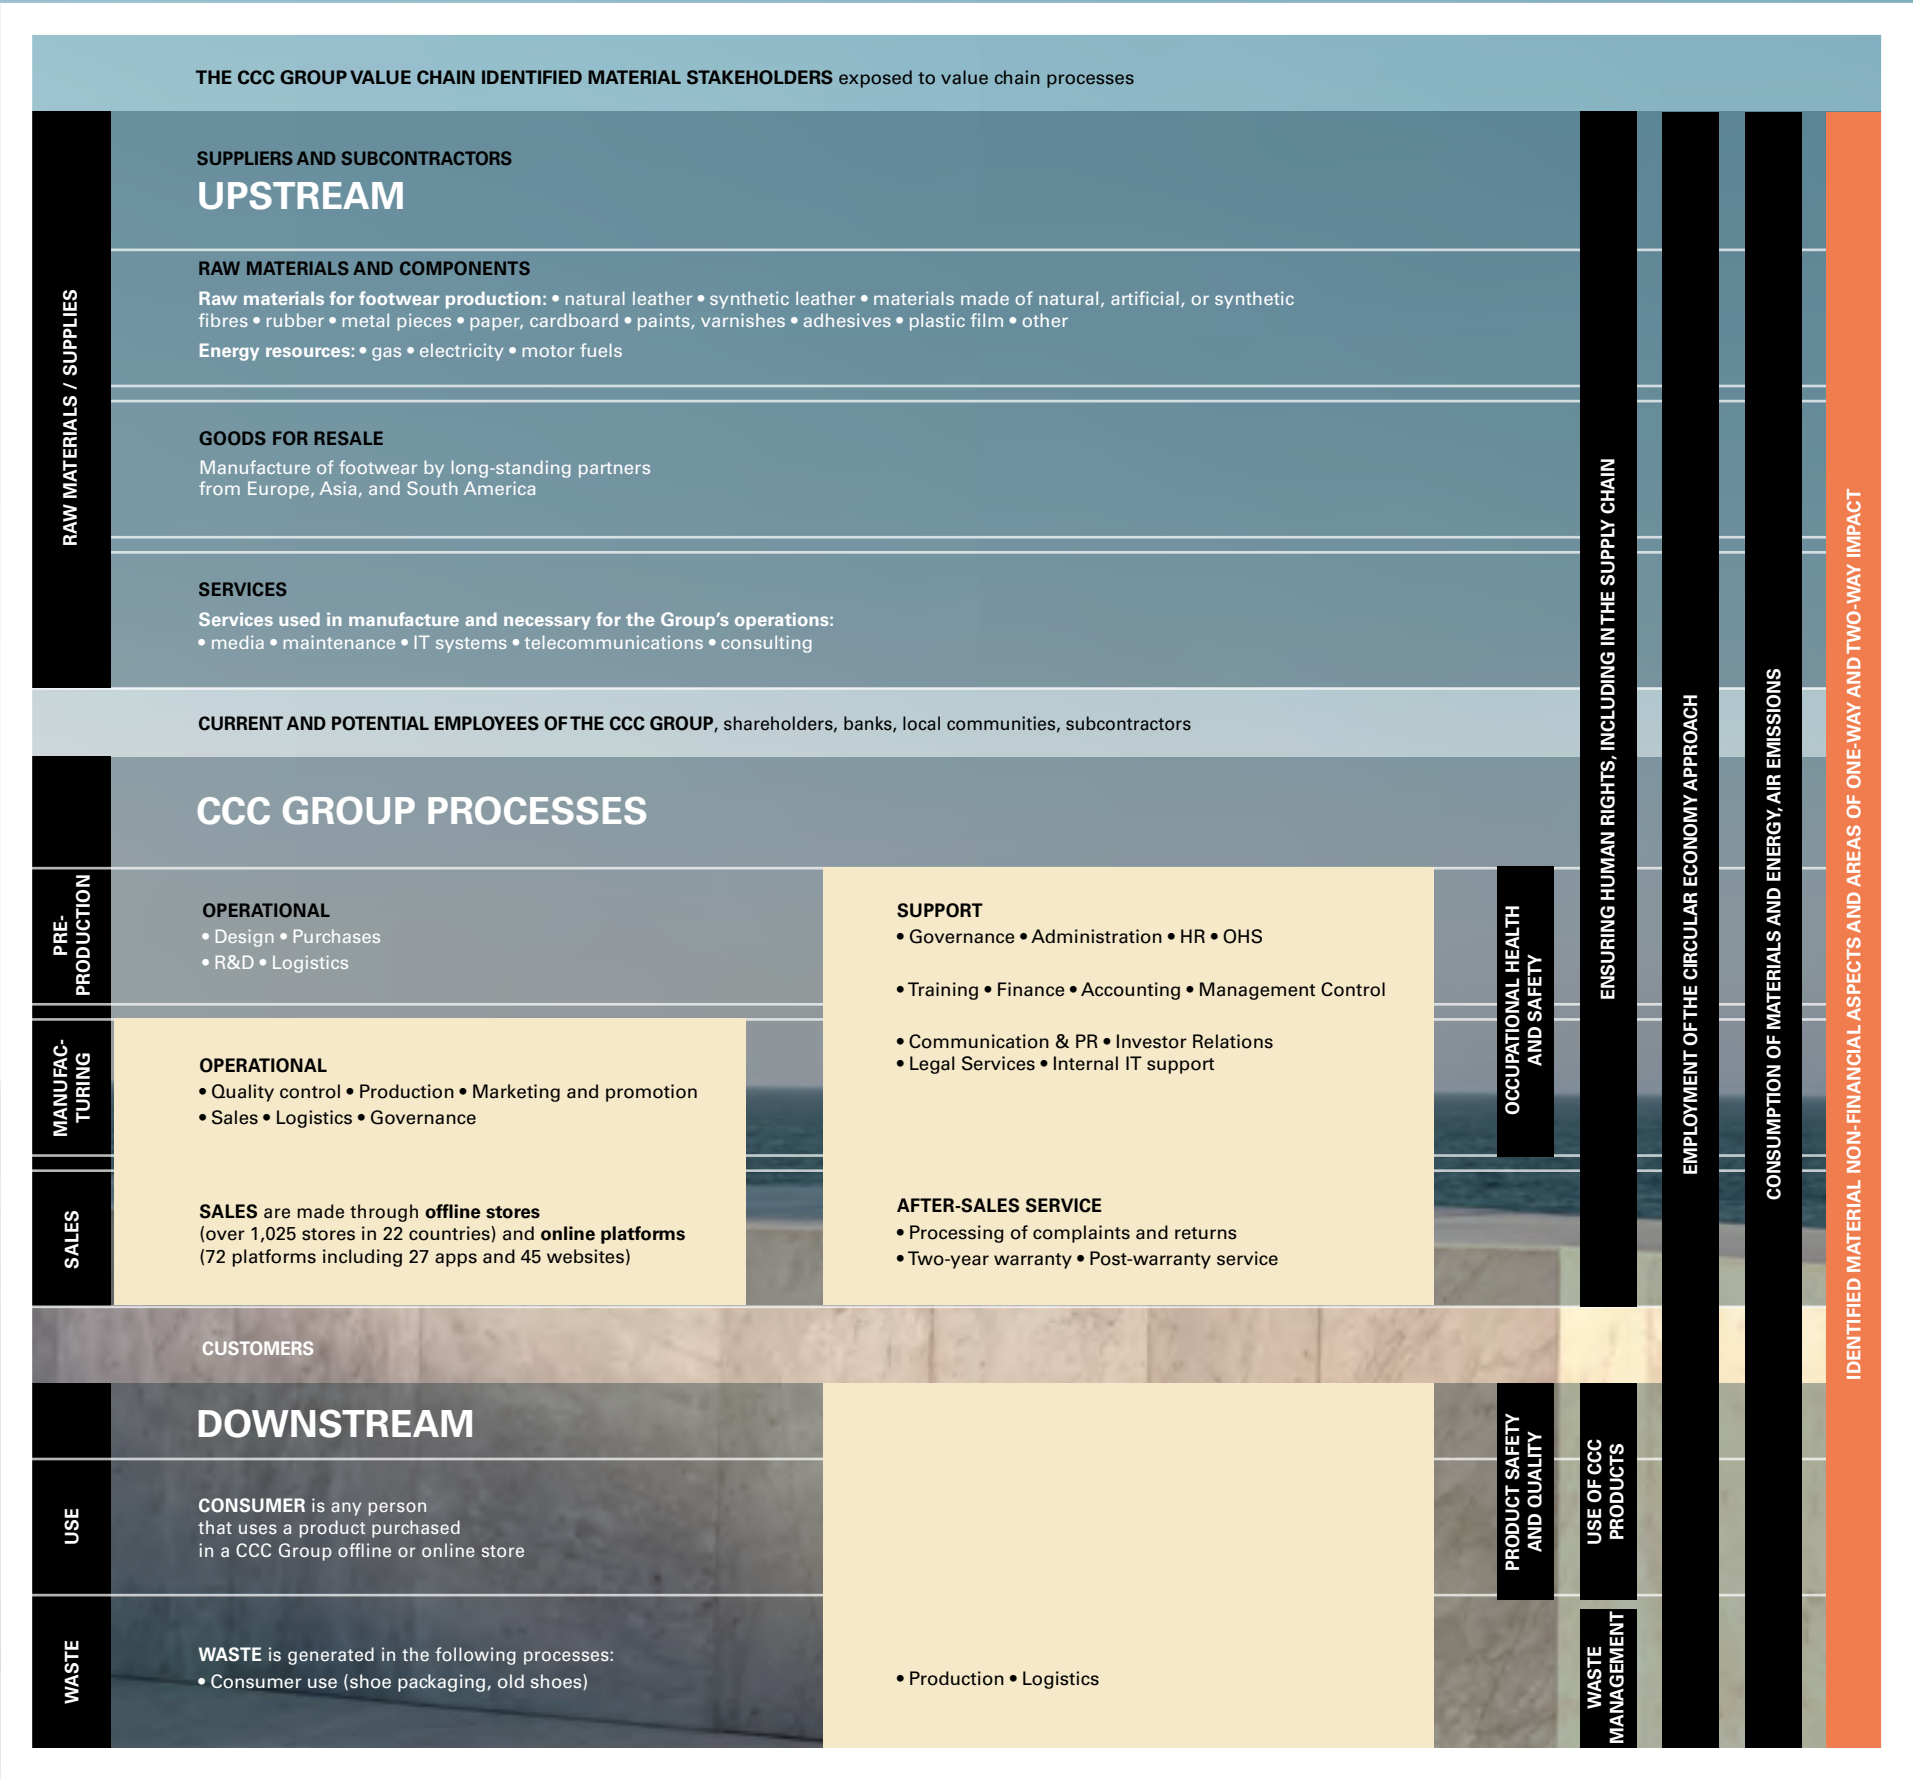 THE CCC GROUP VALUE CHAIN IDENTIFIED MATERIAL STAKEHOLDERS exposed to value chain processes
RAW MATERIALS / SUPPLIES
SUPPLIERS AND SUBCONTRACTORS
UPSTREAM
RAW MATERIALS AND COMPONENTS
Raw materials for footwear production: • natural leather • synthetic leather • materials made of natural, artificial, or synthetic
fibres • rubber • metal pieces • paper, cardboard • paints, varnishes • adhesives • plastic film • other
Energy resources: • gas • electricity • motor fuels
GOODS FOR RESALE
Manufacture of footwear by long-standing partners
from Europe, Asia, and South America
SERVICES
Services used in manufacture and necessary for the Group's operations:
• media • maintenance • IT systems • telecommunications • consulting
CURRENT AND POTENTIAL EMPLOYEES OF THE CCC GROUP, shareholders, banks, local communities, subcontractors
CCC GROUP PROCESSES
PRE-
PRODUCTION
OPERATIONAL
• Design • Purchases
• R&D • Logistics
SUPPORT
• Governance • Administration • HR • OHS
• Training • Finance • Accounting • Management Control
• Communication & PR • Investor Relations
• Legal Services • Internal IT support
MANUFAC-
TURING
OPERATIONAL
• Quality control • Production • Marketing and promotion
• Sales • Logistics • Governance
SALES
SALES are made through offline stores
(over 1,025 stores in 22 countries) and online platforms
(72 platforms including 27 apps and 45 websites)
AFTER-SALES SERVICE
• Processing of complaints and returns
• Two-year warranty • Post-warranty service
CUSTOMERS
DOWNSTREAM
USE
CONSUMER is any person
that uses a product purchased
in a CCC Group offline or online store
WASTE
WASTE is generated in the following processes:
• Consumer use (shoe packaging, old shoes)
• Production • Logistics
OCCUPATIONAL HEALTH
AND SAFETY
PRODUCT SAFETY
AND QUALITY
ENSURING HUMAN RIGHTS, INCLUDING IN THE SUPPLY CHAIN
USE OF CCC
PRODUCTS
WASTE
MANAGEMENT
EMPLOYMENT OF THE CIRCULAR ECONOMY APPROACH
CONSUMPTION OF MATERIALS AND ENERGY, AIR EMISSIONS
IDENTIFIED MATERIAL NON-FINANCIAL ASPECTS AND AREAS OF ONE-WAY AND TWO-WAY IMPACT